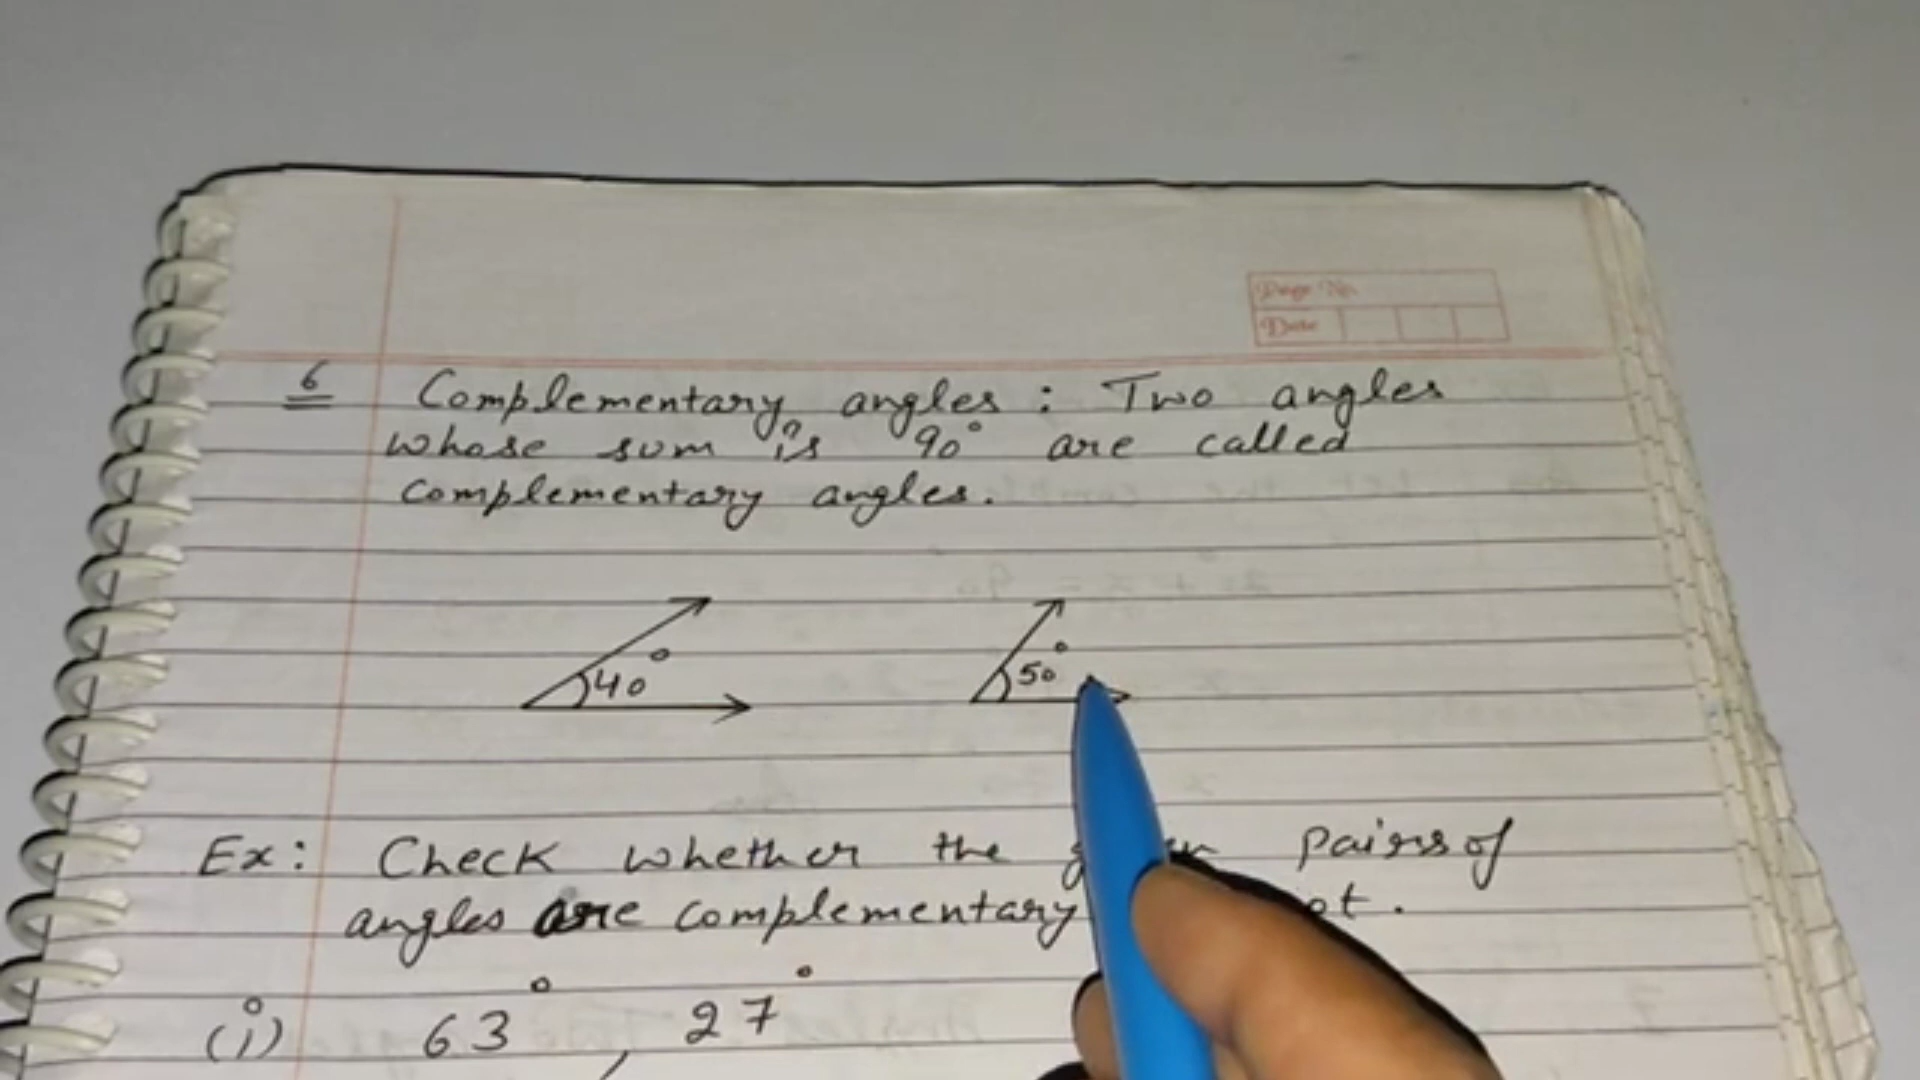 Page No.
Date
6 Complementary angles : Two angles
whose sum is 90° are called
complementary angles.
40° 50°
Ex: Check whether the pairs of
angles are complementary
(i) 63° , 27°